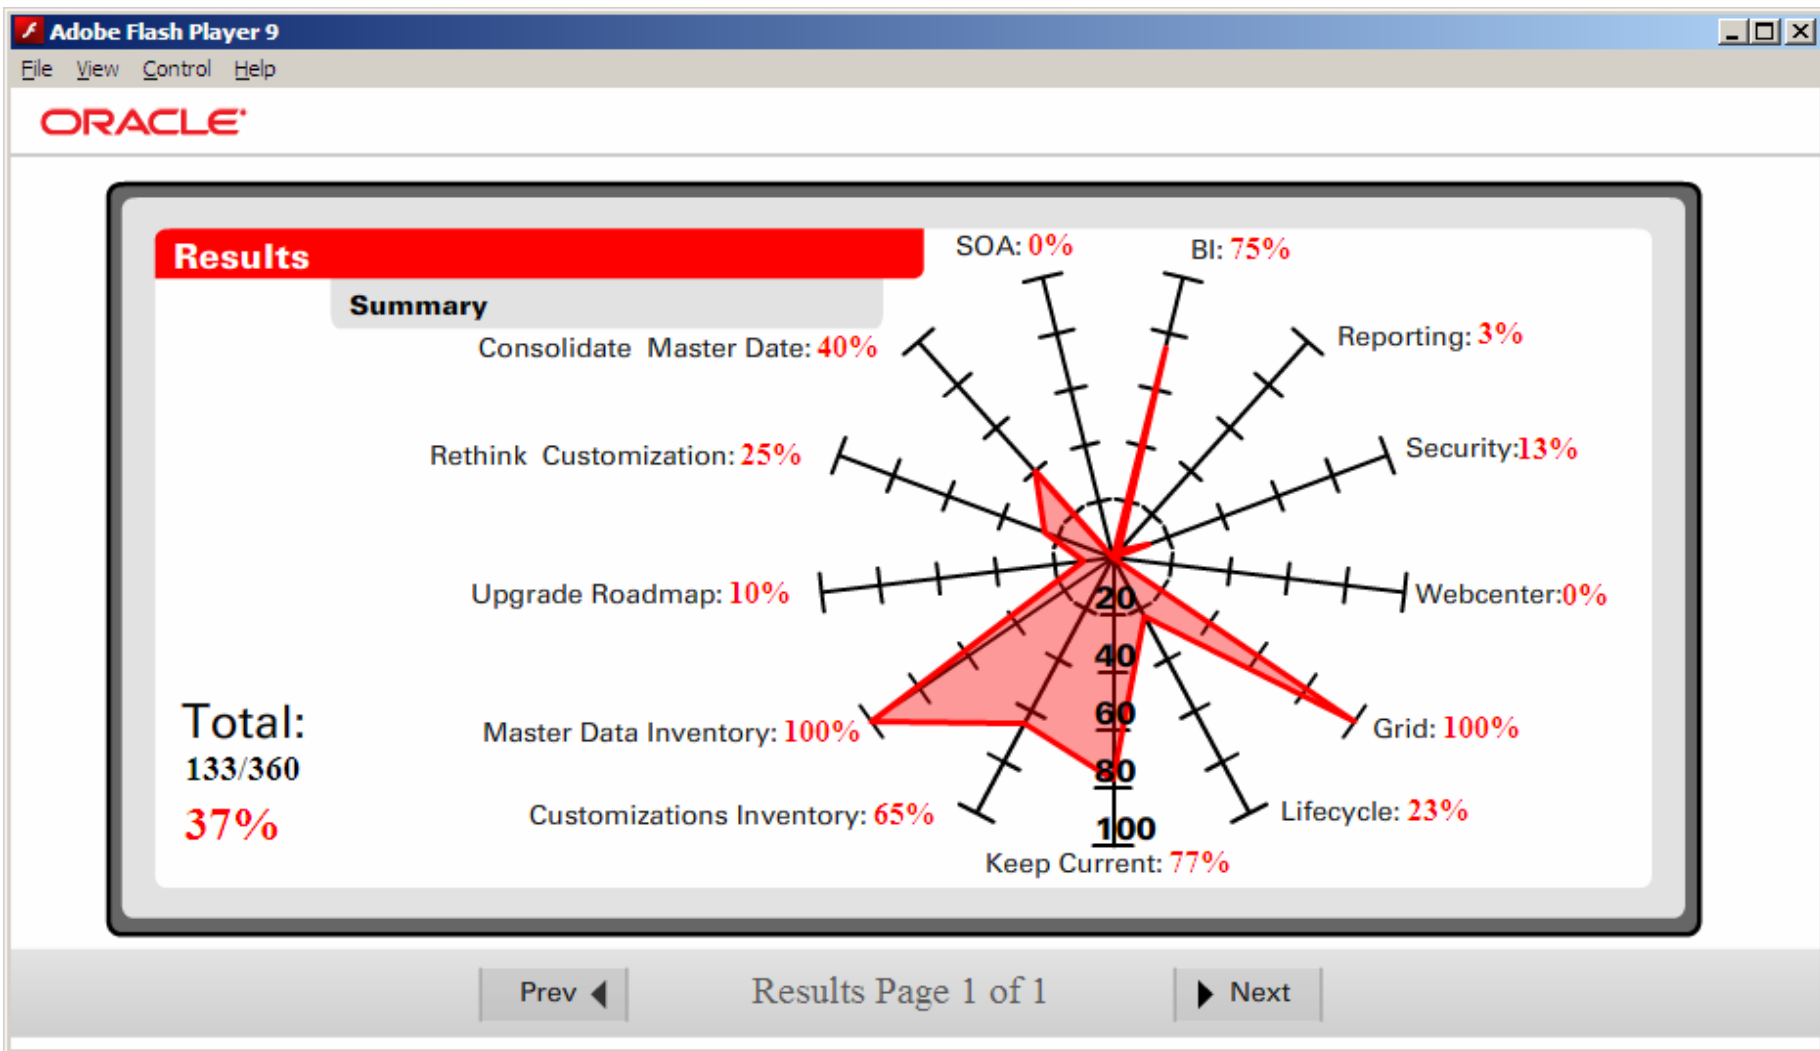 Adobe Flash Player 9
File View Control Help
ORACLE
Results
Summary
SOA: 0%
BI: 75%
Consolidate Master Date: 40%
Reporting: 3%
Rethink Customization: 25%
Security:13%
Upgrade Roadmap: 10%
Webcenter:0%
20
40
60
80
100
Master Data Inventory: 100%
Grid: 100%
Total:
133/360
37%
Customizations Inventory: 65%
Lifecycle: 23%
Keep Current: 77%
Prev
Results Page 1 of 1
Next